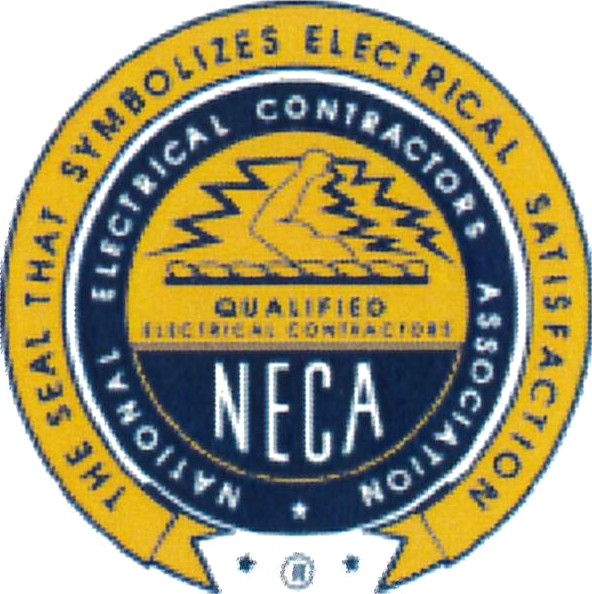 THE SEAL THAT SYMBOLIZES ELECTRICAL SATISFACTION
NATIONAL ELECTRICAL CONTRACTORS ASSOCIATION
QUALIFIED
ELECTRICAL CONTRACTORS
NECA
®